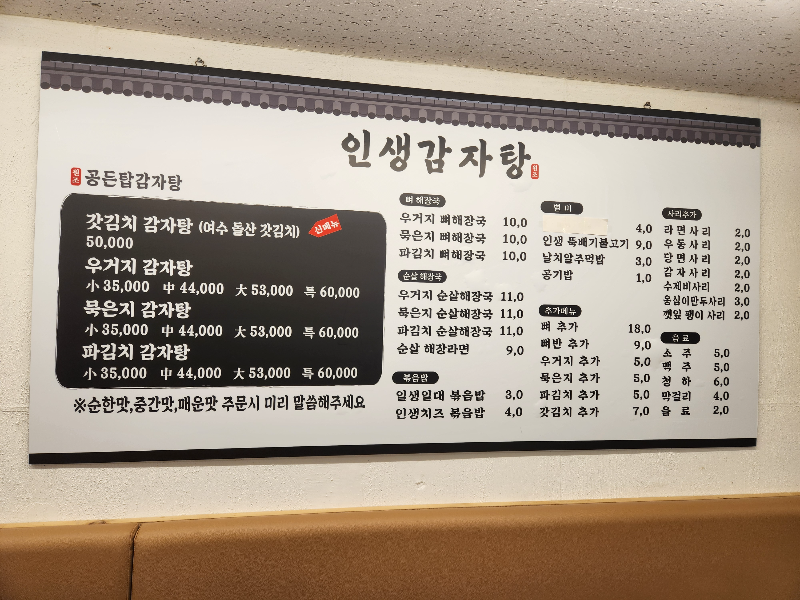 인생감자탕
원조
원조 공든탑감자탕
갓김치 감자탕 (여수 돌산 갓김치) 신메뉴
50,000
우거지 감자탕
小 35,000 中 44,000 大 53,000 특 60,000
묵은지 감자탕
小 35,000 中 44,000 大 53,000 특 60,000
파김치 감자탕
小 35,000 中 44,000 大 53,000 특 60,000
※순한맛,중간맛,매운맛 주문시 미리 말씀해주세요
뼈 해장국
우거지 뼈해장국 10,0
묵은지 뼈해장국 10,0
파김치 뼈해장국 10,0
순살 해장국
우거지 순살해장국 11,0
묵은지 순살해장국 11,0
파김치 순살해장국 11,0
순살 해장라면 9,0
볶음밥
일생일대 볶음밥 3,0
인생치즈 볶음밥 4,0
별 미
4,0
인생 뚝배기불고기 9,0
날치알주먹밥 3,0
공기밥 1,0
추가메뉴
뼈 추가 18,0
뼈반 추가 9,0
우거지 추가 5,0
묵은지 추가 5,0
파김치 추가 5,0
갓김치 추가 7,0
사리추가
라면사리 2,0
우동사리 2,0
당면사리 2,0
감자사리 2,0
수제비사리 2,0
옹심이만두사리 3,0
깻잎 팽이 사리 2,0
음 료
소 주 5,0
맥 주 5,0
청 하 6,0
막걸리 4,0
음 료 2,0